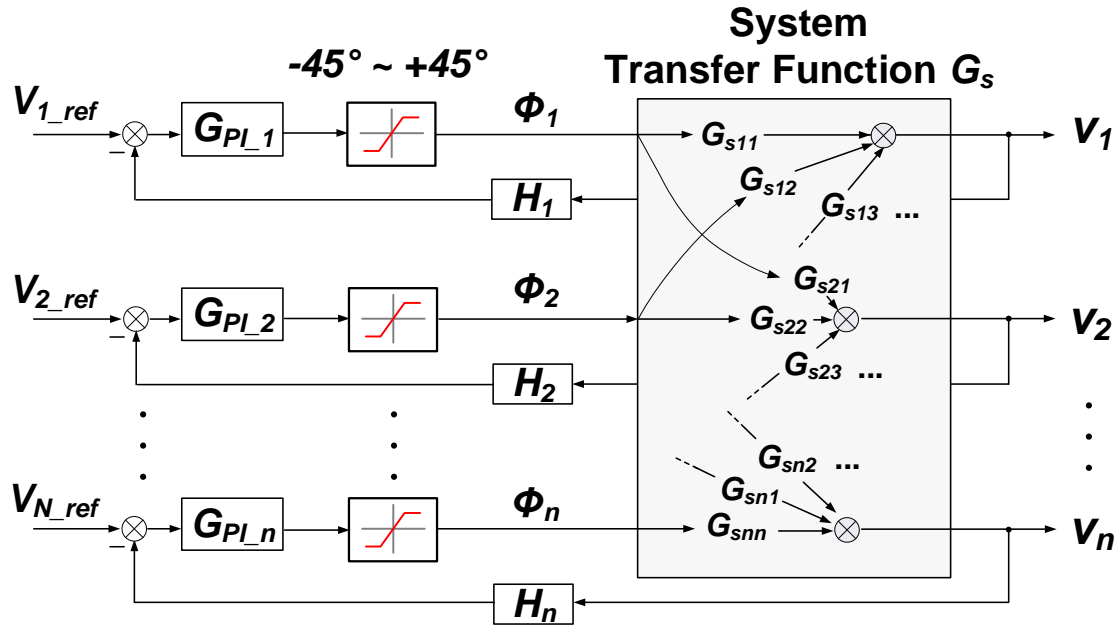 System
Transfer Function Gs
-45° ~ +45°
V1_ref
GPI_1
Φ1
Gs11
v1
−
H1
Gs12
Gs13 ...
V2_ref
GPI_2
Φ2
Gs21
Gs22
v2
−
H2
Gs23 ...
Gsn2 ...
VN_ref
GPI_n
Φn
Gsn1
Gsnn
vn
−
Hn